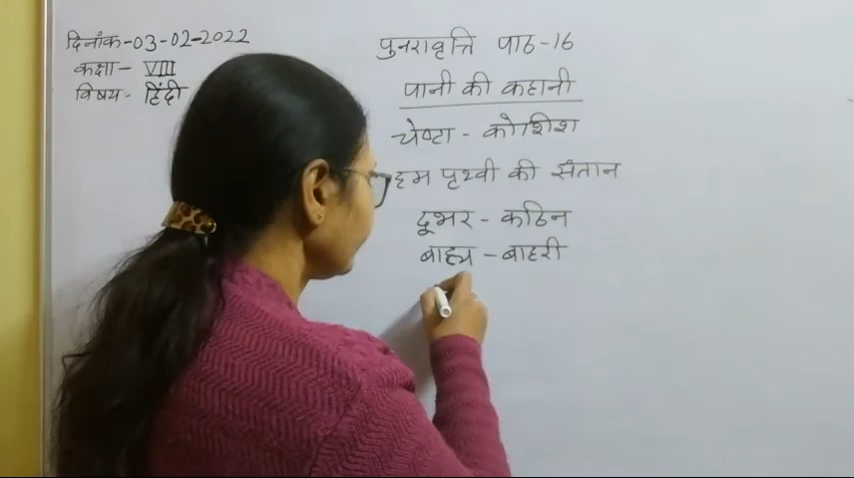 दिनांक-03-02-2022
कक्षा- VIII
विषय- हिंदी
पुनरावृत्ति पाठ-16
पानी की कहानी
चेष्टा - कोशिश
हम पृथ्वी की संतान
दूभर - कठिन
बाह्य - बाहरी